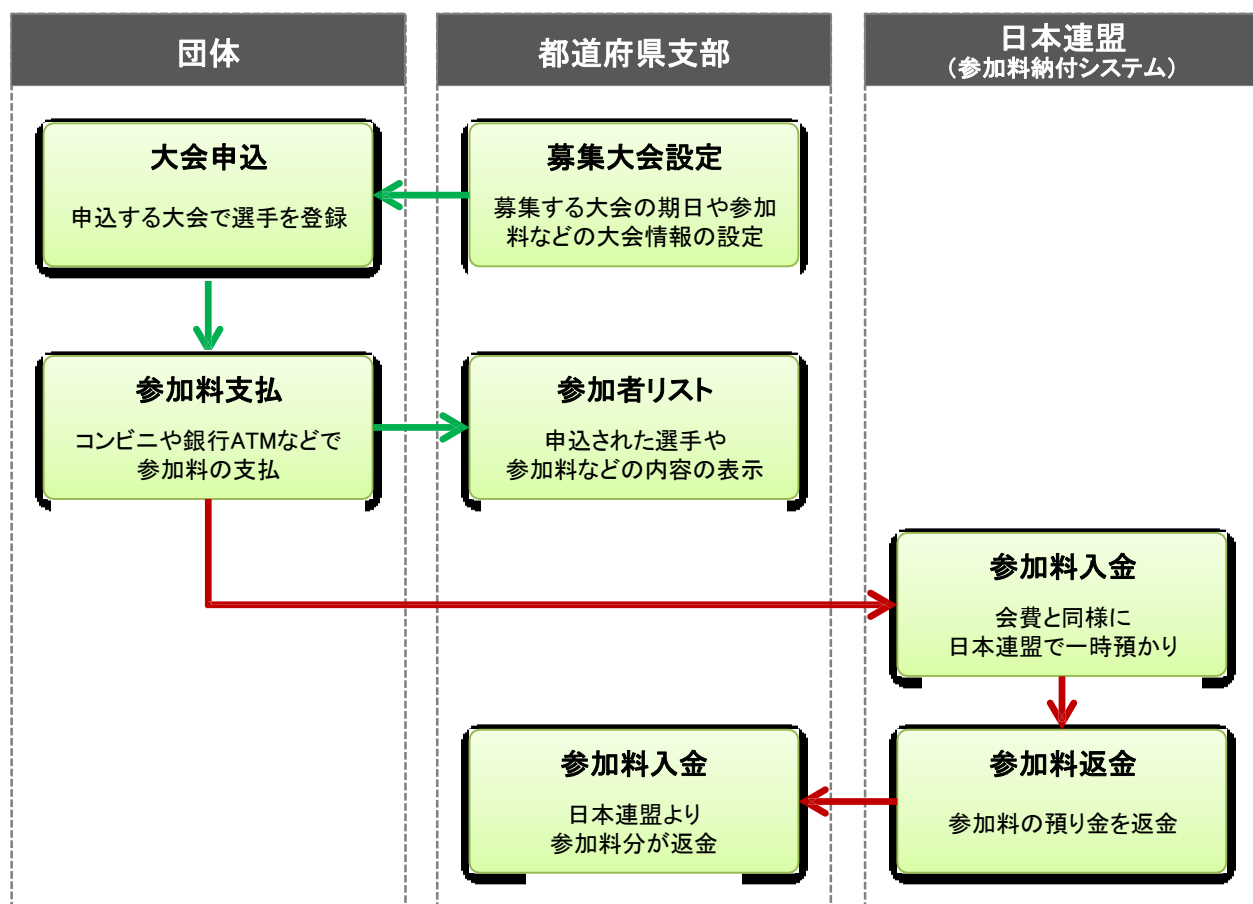 団体
都道府県支部
日本連盟
（参加料納付システム）
大会申込
申込する大会で選手を登録
募集大会設定
募集する大会の期日や参加
料などの大会情報の設定
参加料支払
コンビニや銀行ATMなどで
参加料の支払
参加者リスト
申込された選手や
参加料などの内容の表示
参加料入金
会費と同様に
日本連盟で一時預かり
参加料入金
日本連盟より
参加料分が返金
参加料返金
参加料の預り金を返金